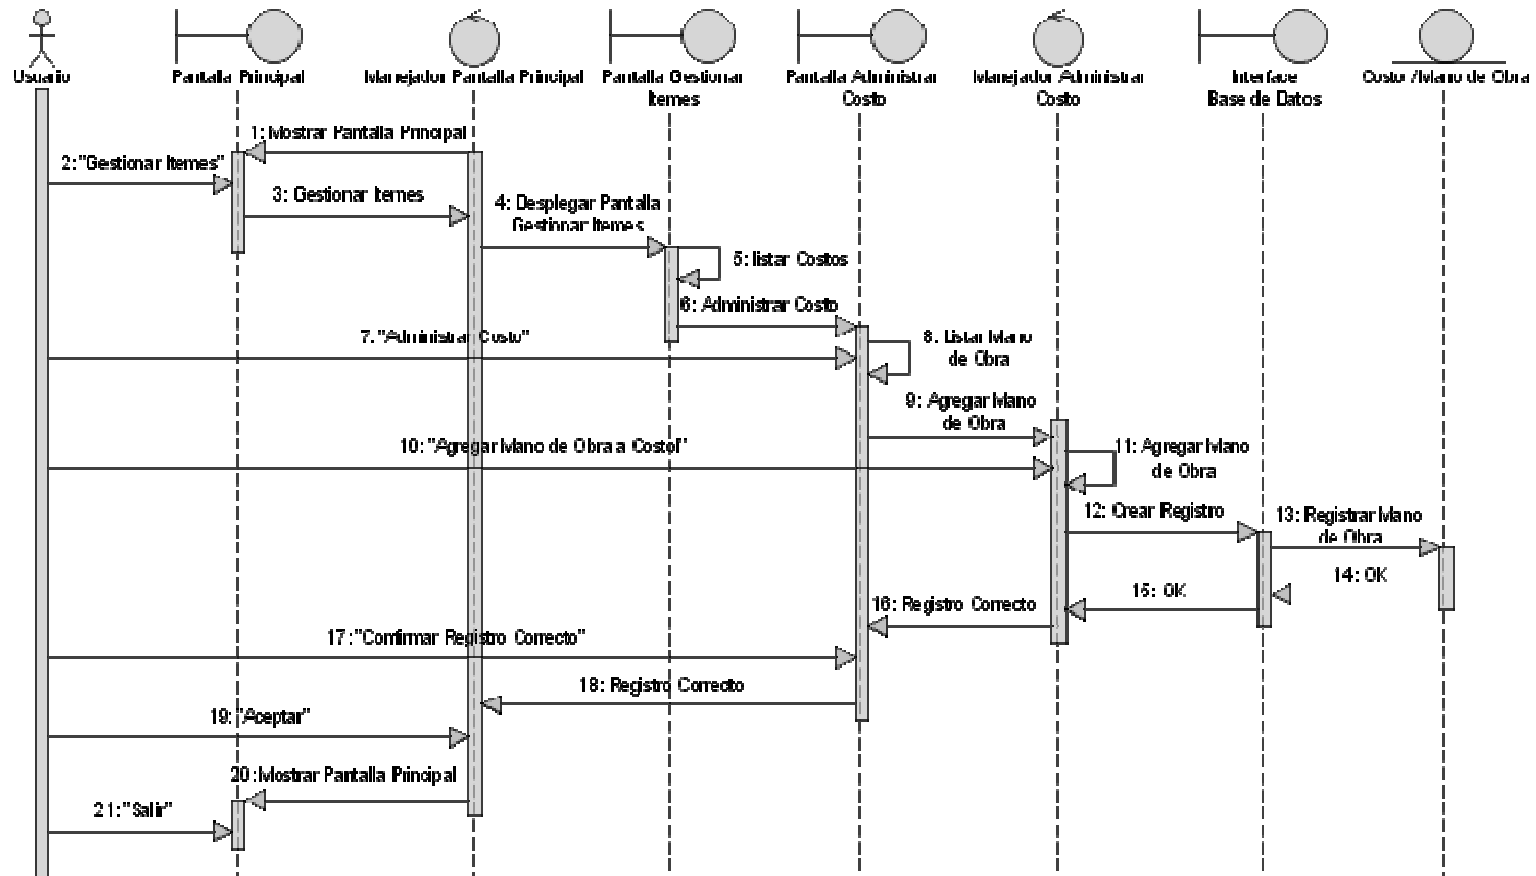 Usuario
Pantalla Principal
Manejador Pantalla Principal
Pantalla Gestionar
Itemes
Pantalla Administrar
Costo
Manejador Administrar
Costo
Interface
Base de Datos
Costo /Mano de Obra
1: Mostrar Pantalla Principal
2:"Gestionar Itemes"
3: Gestionar Itemes
4: Desplegar Pantalla
Gestionar Itemes
5: listar Costos
6: Administrar Costo
7: "Administrar Costo"
8: Listar Mano
de Obra
9: Agregar Mano
de Obra
10: "Agregar Mano de Obra a Costo!"
11: Agregar Mano
de Obra
12: Crear Registro
13: Registrar Mano
de Obra
14: OK
15: OK
16: Registro Correcto
17:"Confirmar Registro Correcto"
18: Registro Correcto
19: "Aceptar"
20:Mostrar Pantalla Principal
21:"Salir"